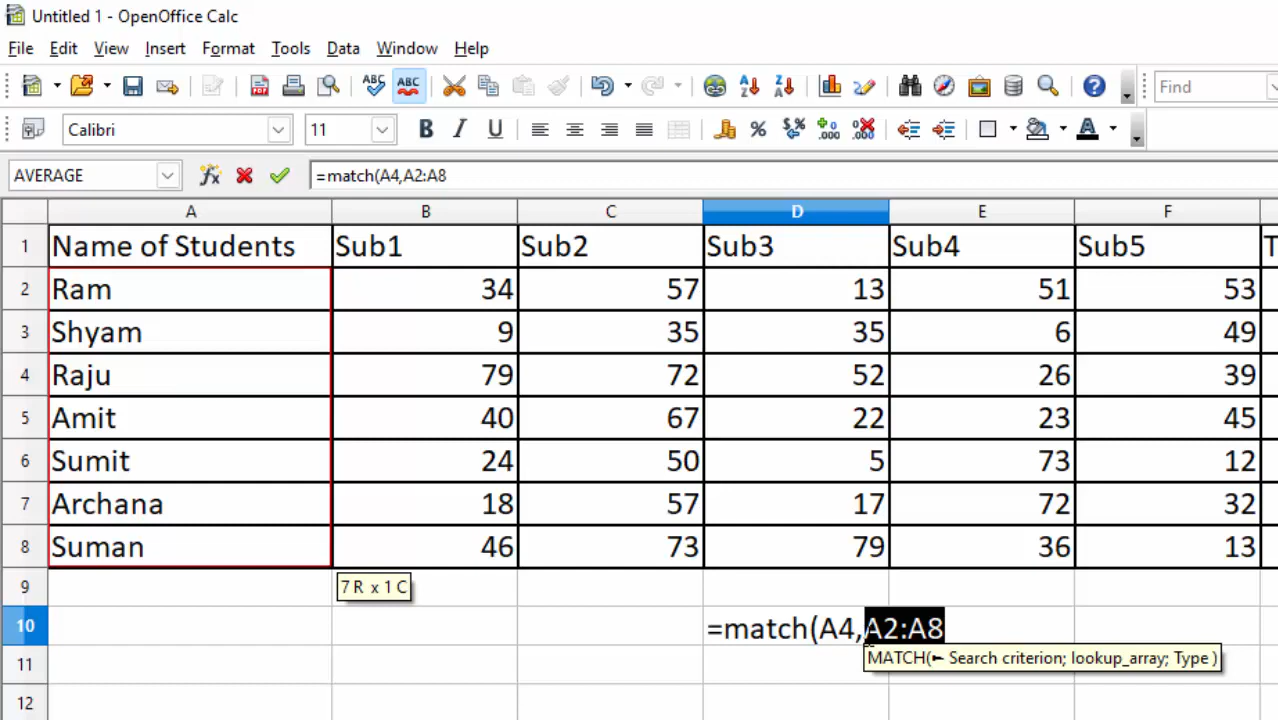 Untitled 1 - OpenOffice Calc
File Edit View Insert Format Tools Data Window Help
Find
Calibri 11
AVERAGE =match(A4,A2:A8
A B C D E F
1 Name of Students Sub1 Sub2 Sub3 Sub4 Sub5 T
2 Ram 34 57 13 51 53
3 Shyam 9 35 35 6 49
4 Raju 79 72 52 26 39
5 Amit 40 67 22 23 45
6 Sumit 24 50 5 73 12
7 Archana 18 57 17 72 32
8 Suman 46 73 79 36 13
9 7 R x 1 C
10 =match(A4,A2:A8
MATCH( Search criterion; lookup_array; Type )
11
12